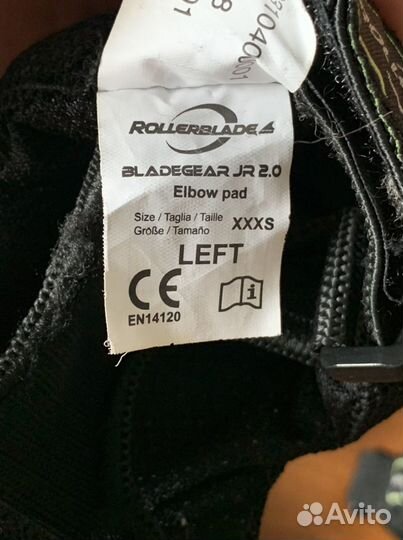 ROLLERBLADE
BLADEGEAR JR 2.0
Elbow pad
Size / Taglia / Taille
Größe / Tamaño
XXXS
LEFT
CE
EN14120
Avito